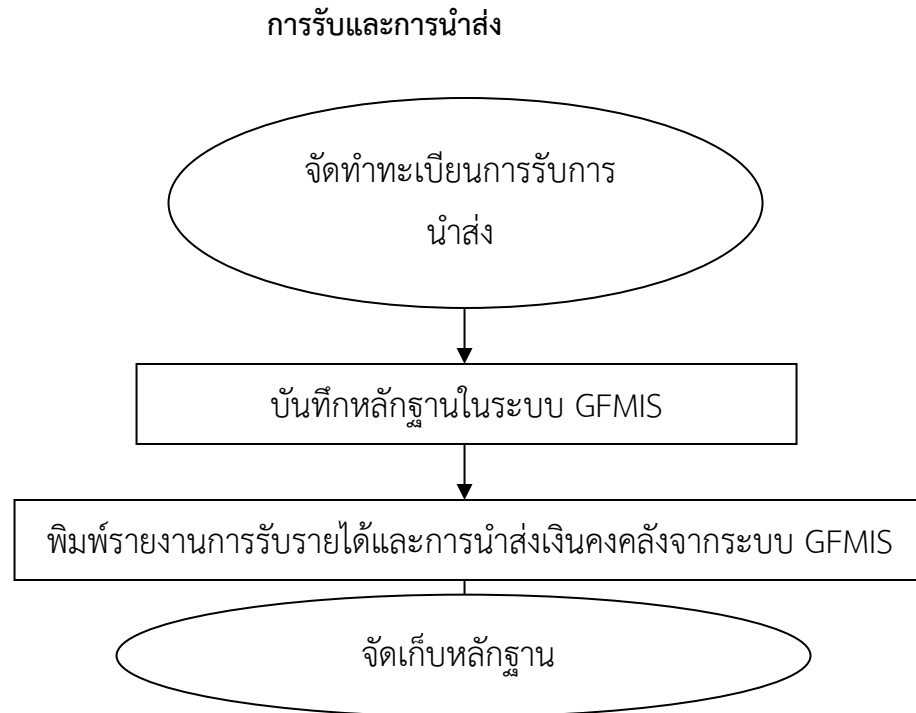 การรับและการนำส่ง
จัดทำทะเบียนการรับการ
นำส่ง
บันทึกหลักฐานในระบบ GFMIS
พิมพ์รายงานการรับรายได้และการนำส่งเงินคงคลังจากระบบ GFMIS
จัดเก็บหลักฐาน